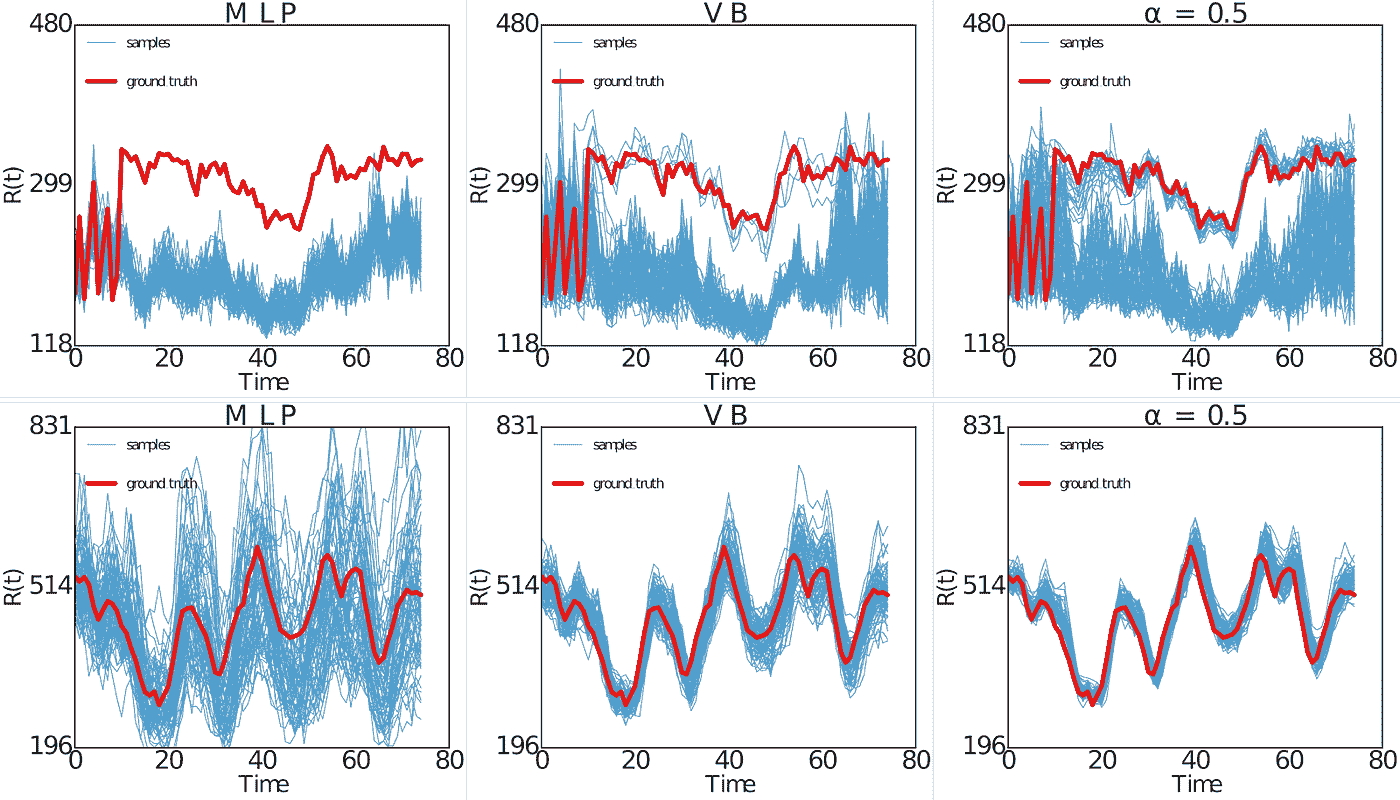 M L P
480
samples
ground truth
R(t)
299
118
0 20 40 60 80
Time
V B
480
samples
ground truth
R(t)
299
118
0 20 40 60 80
Time
α = 0.5
480
samples
ground truth
R(t)
299
118
0 20 40 60 80
Time
M L P
831
samples
ground truth
R(t)
514
196
0 20 40 60 80
Time
V B
831
samples
ground truth
R(t)
514
196
0 20 40 60 80
Time
α = 0.5
831
samples
ground truth
R(t)
514
196
0 20 40 60 80
Time